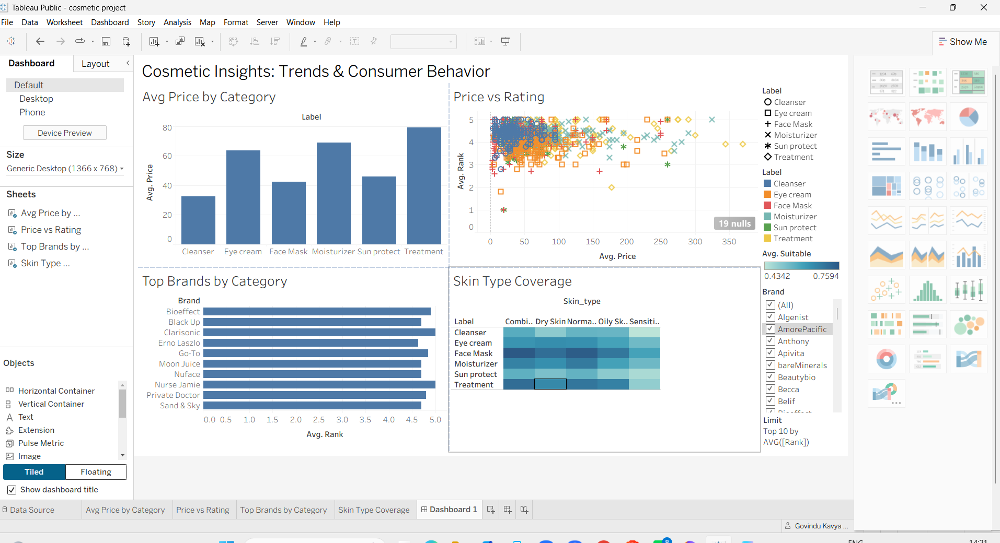 Tableau Public - cosmetic project
File Data Worksheet Dashboard Story Analysis Map Format Server Window Help
Show Me
Dashboard Layout
Default
Desktop
Phone
Device Preview
Size
Generic Desktop (1366 x 768)
Sheets
Avg Price by ...
Price vs Rating
Top Brands by ...
Skin Type ...
Objects
Horizontal Container
Vertical Container
Text
Extension
Pulse Metric
Image
Tiled Floating
Show dashboard title
Cosmetic Insights: Trends & Consumer Behavior
Avg Price by Category
Label
Avg. Price
80
60
40
20
0
Cleanser Eye cream Face Mask Moisturizer Sun protect Treatment
Price vs Rating
Avg. Rank
5
4
3
2
1
0
19 nulls
0 50 100 150 200 250 300 350
Avg. Price
Top Brands by Category
Brand
Bioeffect
Black Up
Clarisonic
Erno Laszlo
Go-To
Moon Juice
Nuface
Nurse Jamie
Private Doctor
Sand & Sky
0.0 0.5 1.0 1.5 2.0 2.5 3.0 3.5 4.0 4.5 5.0
Avg. Rank
Skin Type Coverage
Skin_type
Label Combi.. Dry Skin Norma.. Oily Sk.. Sensiti..
Cleanser
Eye cream
Face Mask
Moisturizer
Sun protect
Treatment
Label
Cleanser
Eye cream
Face Mask
Moisturizer
Sun protect
Treatment
Label
Cleanser
Eye cream
Face Mask
Moisturizer
Sun protect
Treatment
Avg. Suitable
0.4342 0.7594
Brand
(All)
Algenist
AmorePacific
Anthony
Apivita
bareMinerals
Beautybio
Becca
Belif
Limit
Top 10 by
AVG([Rank])
Data Source Avg Price by Category Price vs Rating Top Brands by Category Skin Type Coverage Dashboard 1
Govindu Kavya ...
8
ENG
14:21